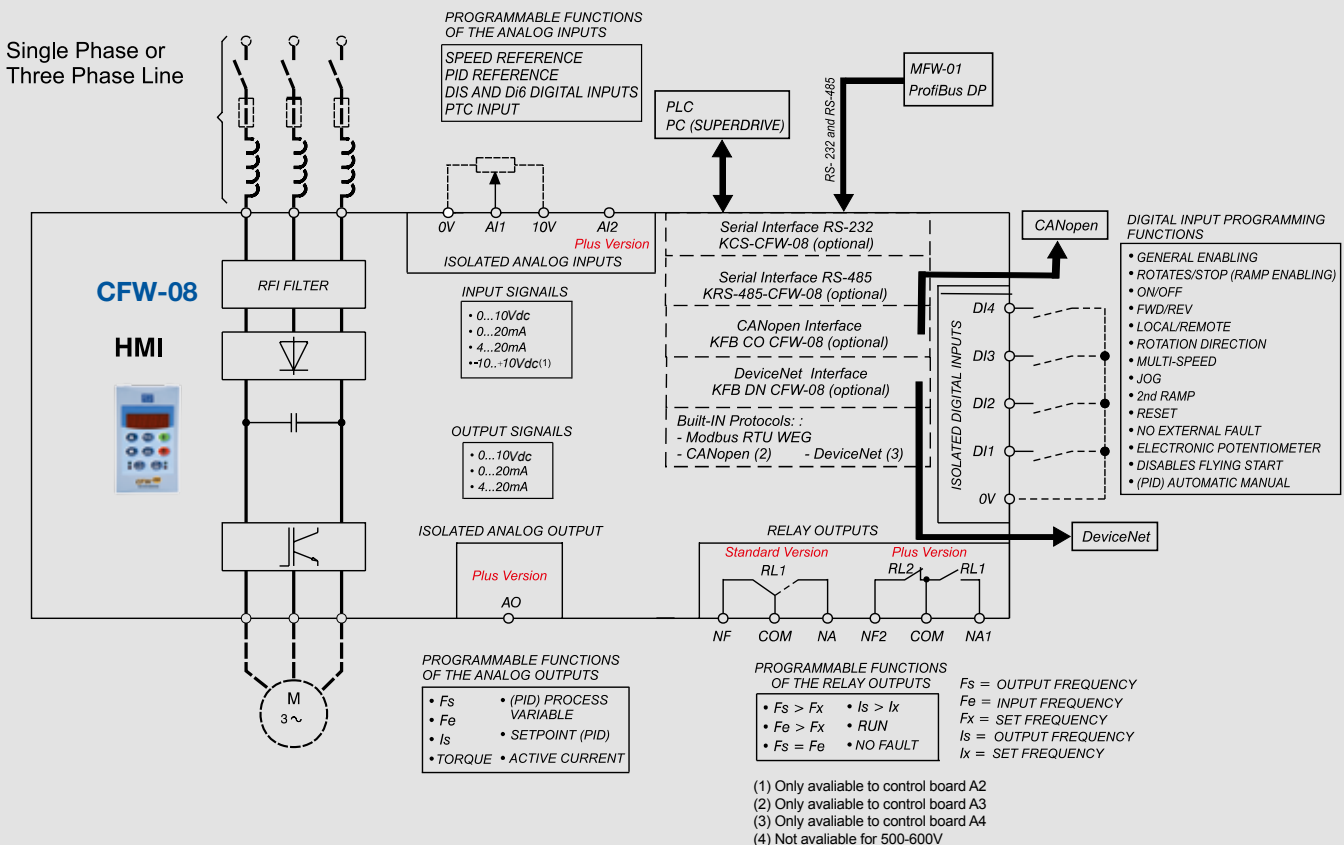 Single Phase or
Three Phase Line
PROGRAMMABLE FUNCTIONS
OF THE ANALOG INPUTS
SPEED REFERENCE
PID REFERENCE
DIS AND Di6 DIGITAL INPUTS
PTC INPUT
PLC
PC (SUPERDRIVE)
RS- 232 and RS-485
MFW-01
ProfiBus DP
0V
AI1
10V
AI2
Plus Version
ISOLATED ANALOG INPUTS
Serial Interface RS-232
KCS-CFW-08 (optional)
Serial Interface RS-485
KRS-485-CFW-08 (optional)
CANopen Interface
KFB CO CFW-08 (optional)
DeviceNet Interface
KFB DN CFW-08 (optional)
Built-IN Protocols: :
- Modbus RTU WEG
- CANopen (2) - DeviceNet (3)
CANopen
DIGITAL INPUT PROGRAMMING
FUNCTIONS
• GENERAL ENABLING
• ROTATES/STOP (RAMP ENABLING)
• ON/OFF
• FWD/REV
• LOCAL/REMOTE
• ROTATION DIRECTION
• MULTI-SPEED
• JOG
• 2nd RAMP
• RESET
• NO EXTERNAL FAULT
• ELECTRONIC POTENTIOMETER
• DISABLES FLYING START
• (PID) AUTOMATIC MANUAL
ISOLATED DIGITAL INPUTS
DI4
DI3
DI2
DI1
0V
DeviceNet
CFW-08
HMI
RFI FILTER
INPUT SIGNAILS
• 0...10Vdc
• 0...20mA
• 4...20mA
• -10..+10Vdc(1)
OUTPUT SIGNAILS
• 0...10Vdc
• 0...20mA
• 4...20mA
ISOLATED ANALOG OUTPUT
Plus Version
AO
RELAY OUTPUTS
Standard Version
RL1
Plus Version
RL2
RL1
NF
COM
NA
NF2
COM
NA1
M
3~
PROGRAMMABLE FUNCTIONS
OF THE ANALOG OUTPUTS
• Fs
• Fe
• Is
• TORQUE
• (PID) PROCESS
VARIABLE
• SETPOINT (PID)
• ACTIVE CURRENT
PROGRAMMABLE FUNCTIONS
OF THE RELAY OUTPUTS
• Fs > Fx
• Fe > Fx
• Fs = Fe
• Is > Ix
• RUN
• NO FAULT
Fs = OUTPUT FREQUENCY
Fe = INPUT FREQUENCY
Fx = SET FREQUENCY
Is = OUTPUT FREQUENCY
Ix = SET FREQUENCY
(1) Only avaliable to control board A2
(2) Only avaliable to control board A3
(3) Only avaliable to control board A4
(4) Not avaliable for 500-600V